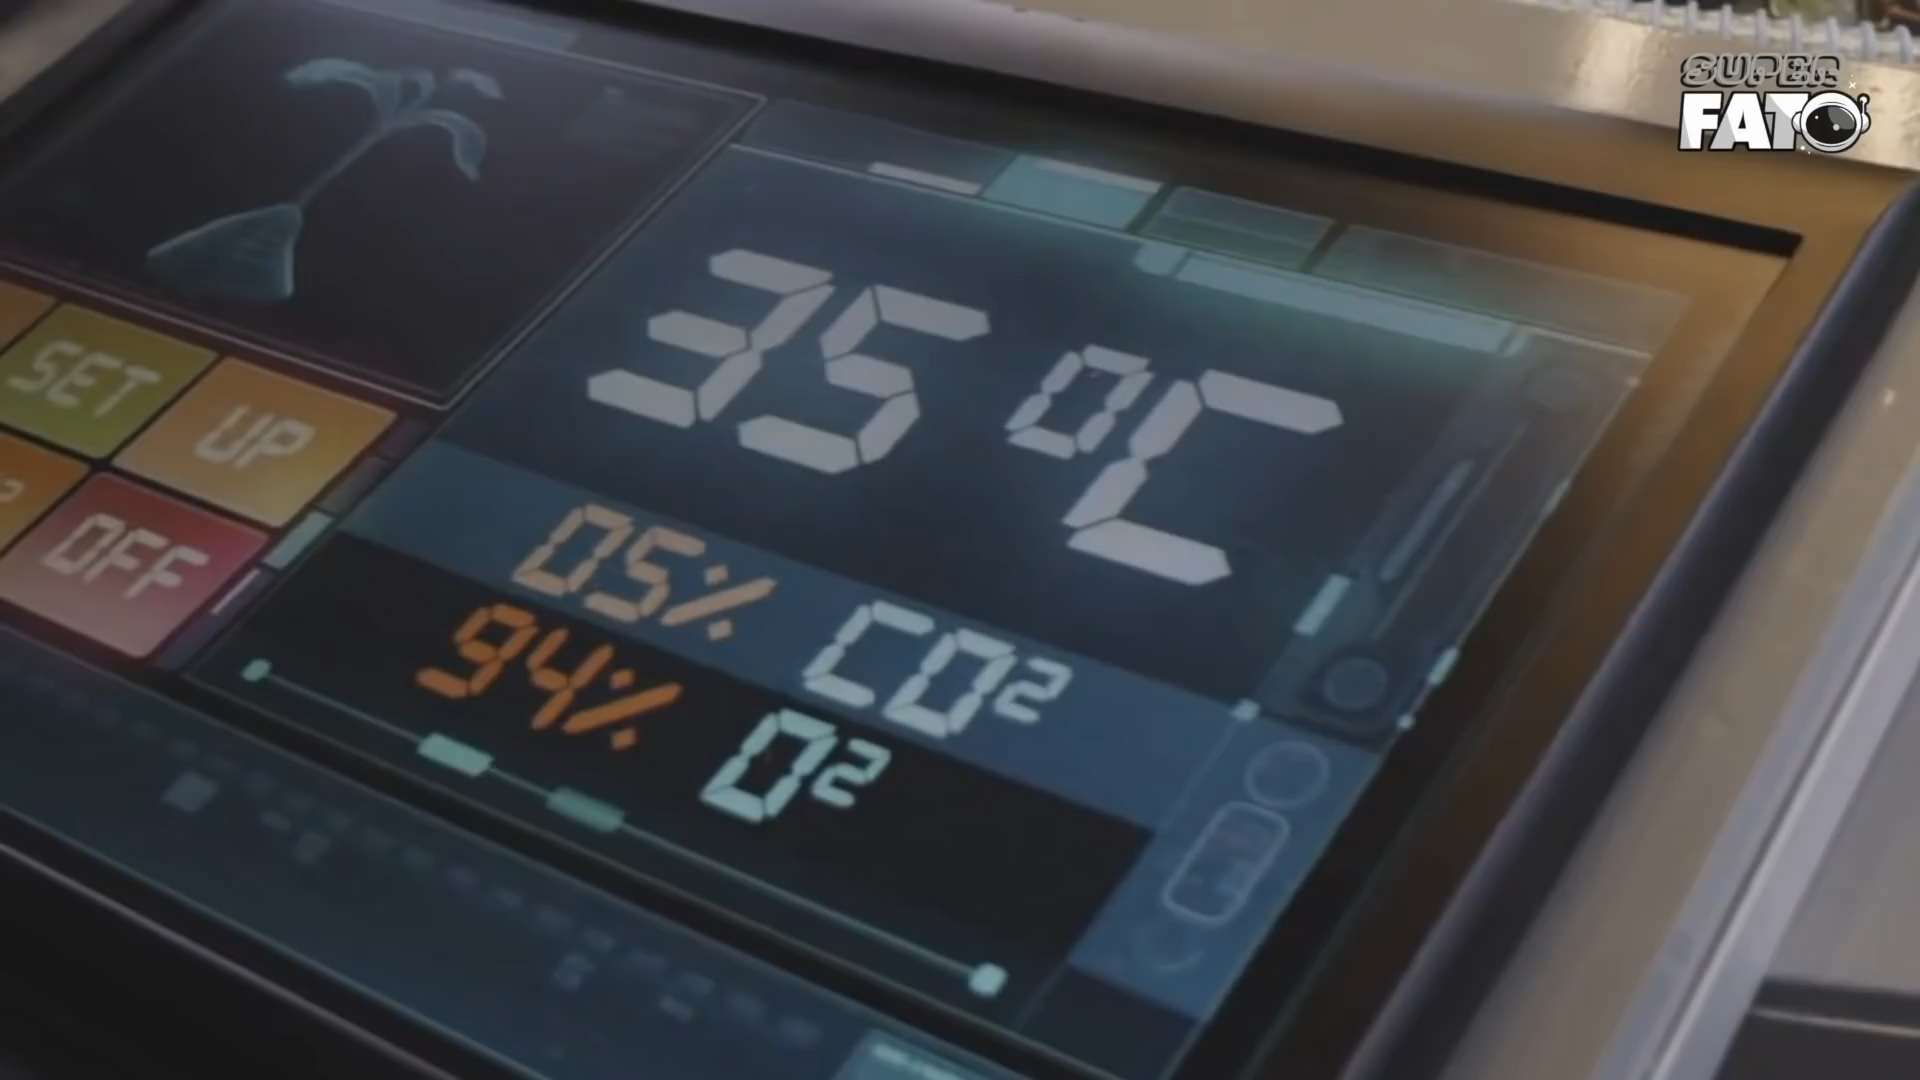 SUPER
FATO
35 °C
SET
UP
OFF
05% CO²
94% O²